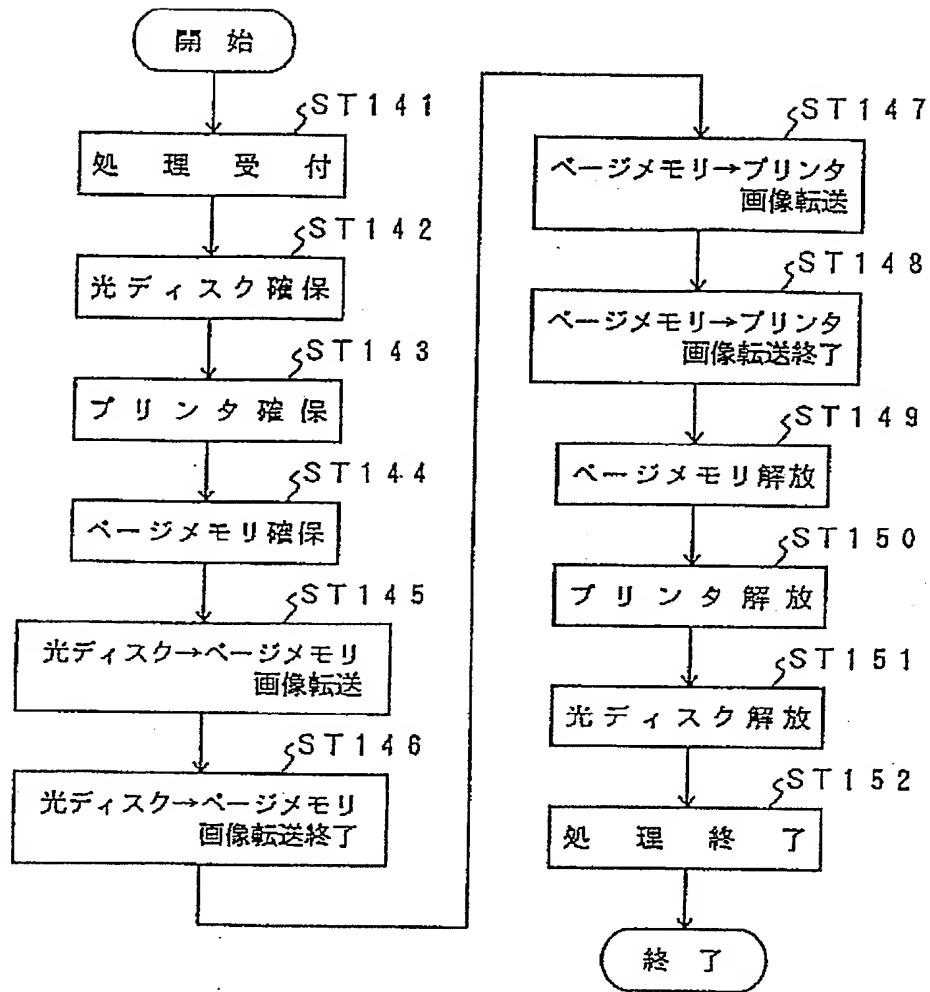 開始
ST141
処理受付
ST142
光ディスク確保
ST143
プリンタ確保
ST144
ページメモリ確保
ST145
光ディスク→ページメモリ
画像転送
ST146
光ディスク→ページメモリ
画像転送終了
ST147
ページメモリ→プリンタ
画像転送
ST148
ページメモリ→プリンタ
画像転送終了
ST149
ページメモリ解放
ST150
プリンタ解放
ST151
光ディスク解放
ST152
処理終了
終了